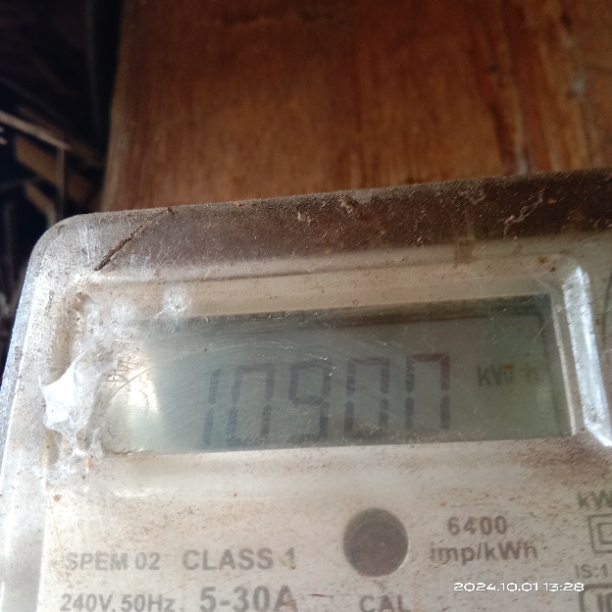 10900 kWh
6400
imp/kWh
SPEM 02 CLASS 1
240V, 50Hz, 5-30A CAL
2024.10.01 13:28